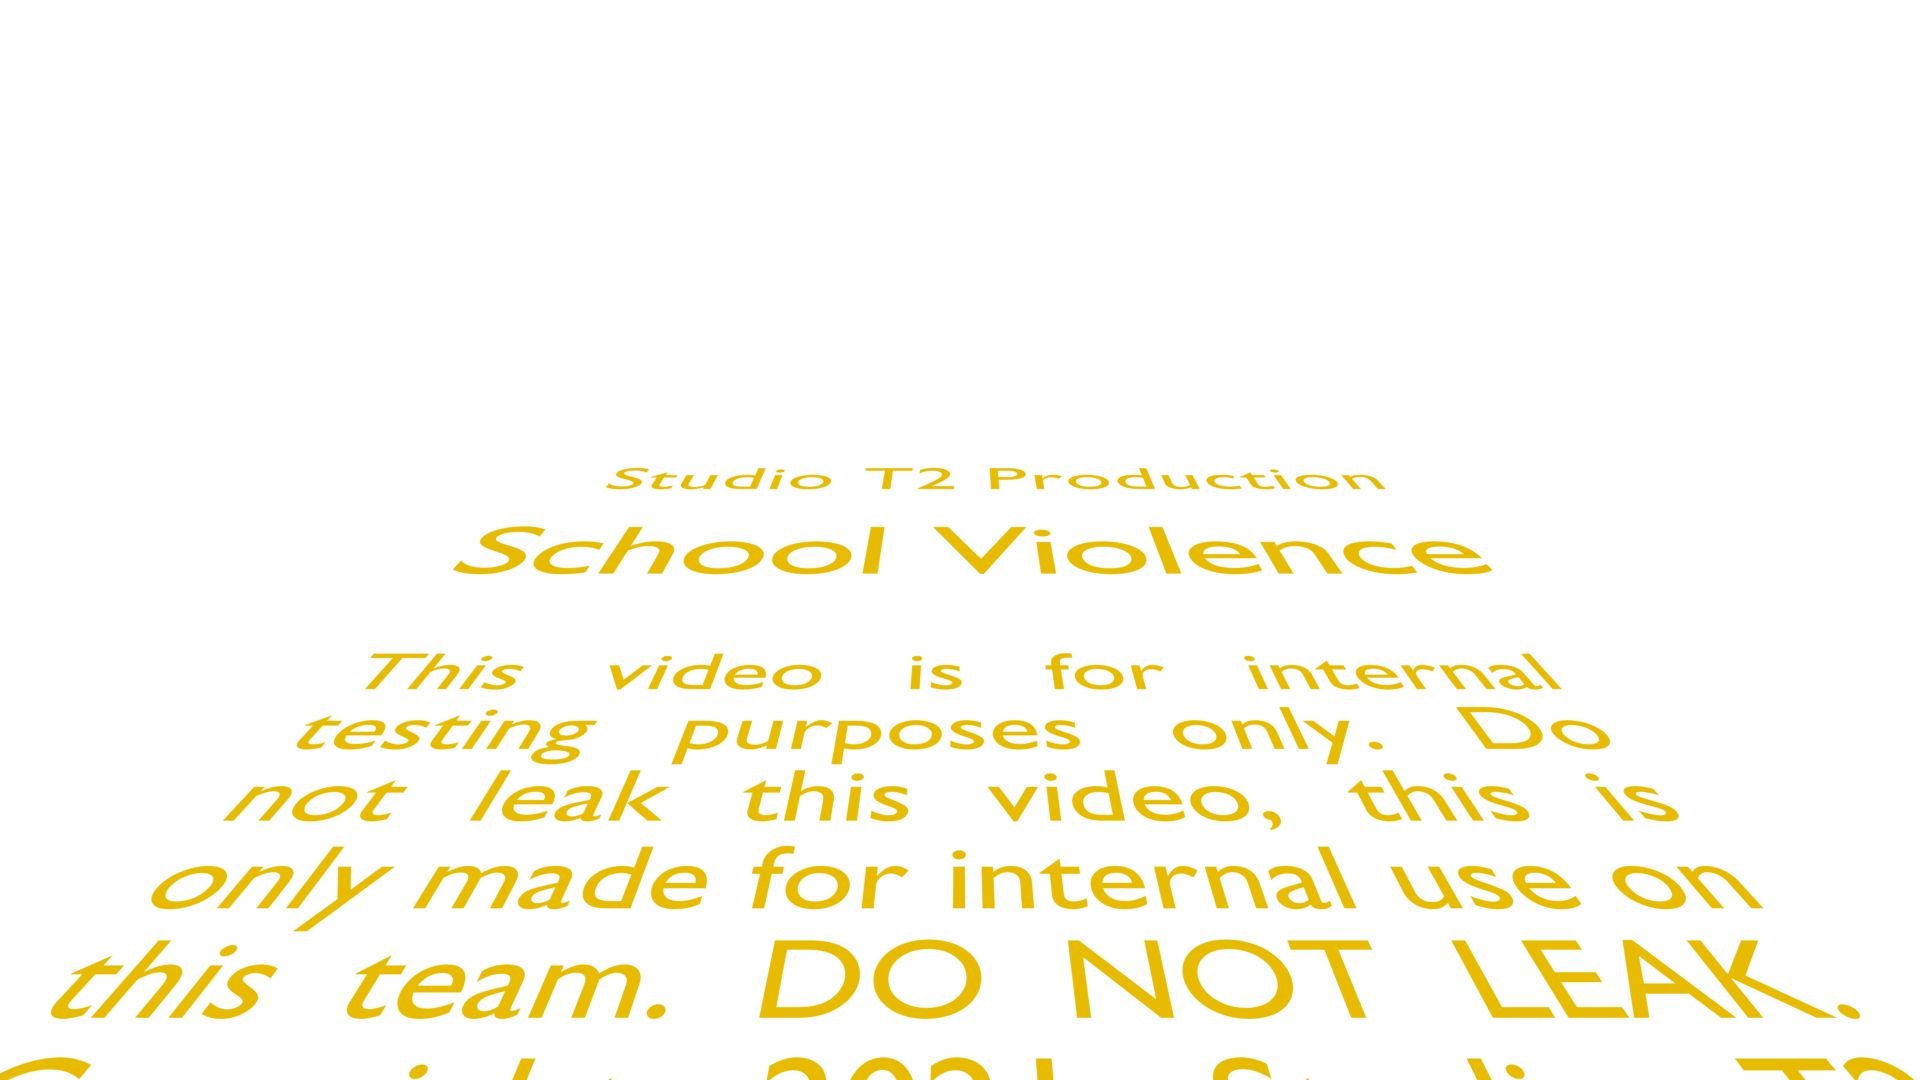 Studio T2 Production
School Violence
This video is for internal
testing purposes only. Do
not leak this video, this is
only made for internal use on
this team. DO NOT LEAK.